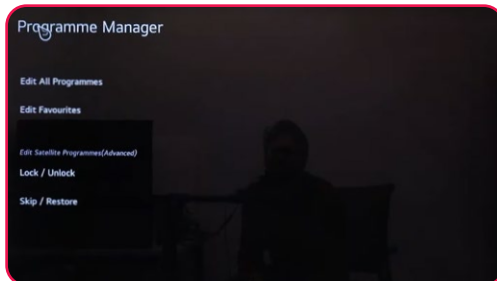 Programme Manager
Edit All Programmes
Edit Favourites
Edit Satellite Programmes(Advanced)
Lock / Unlock
Skip / Restore